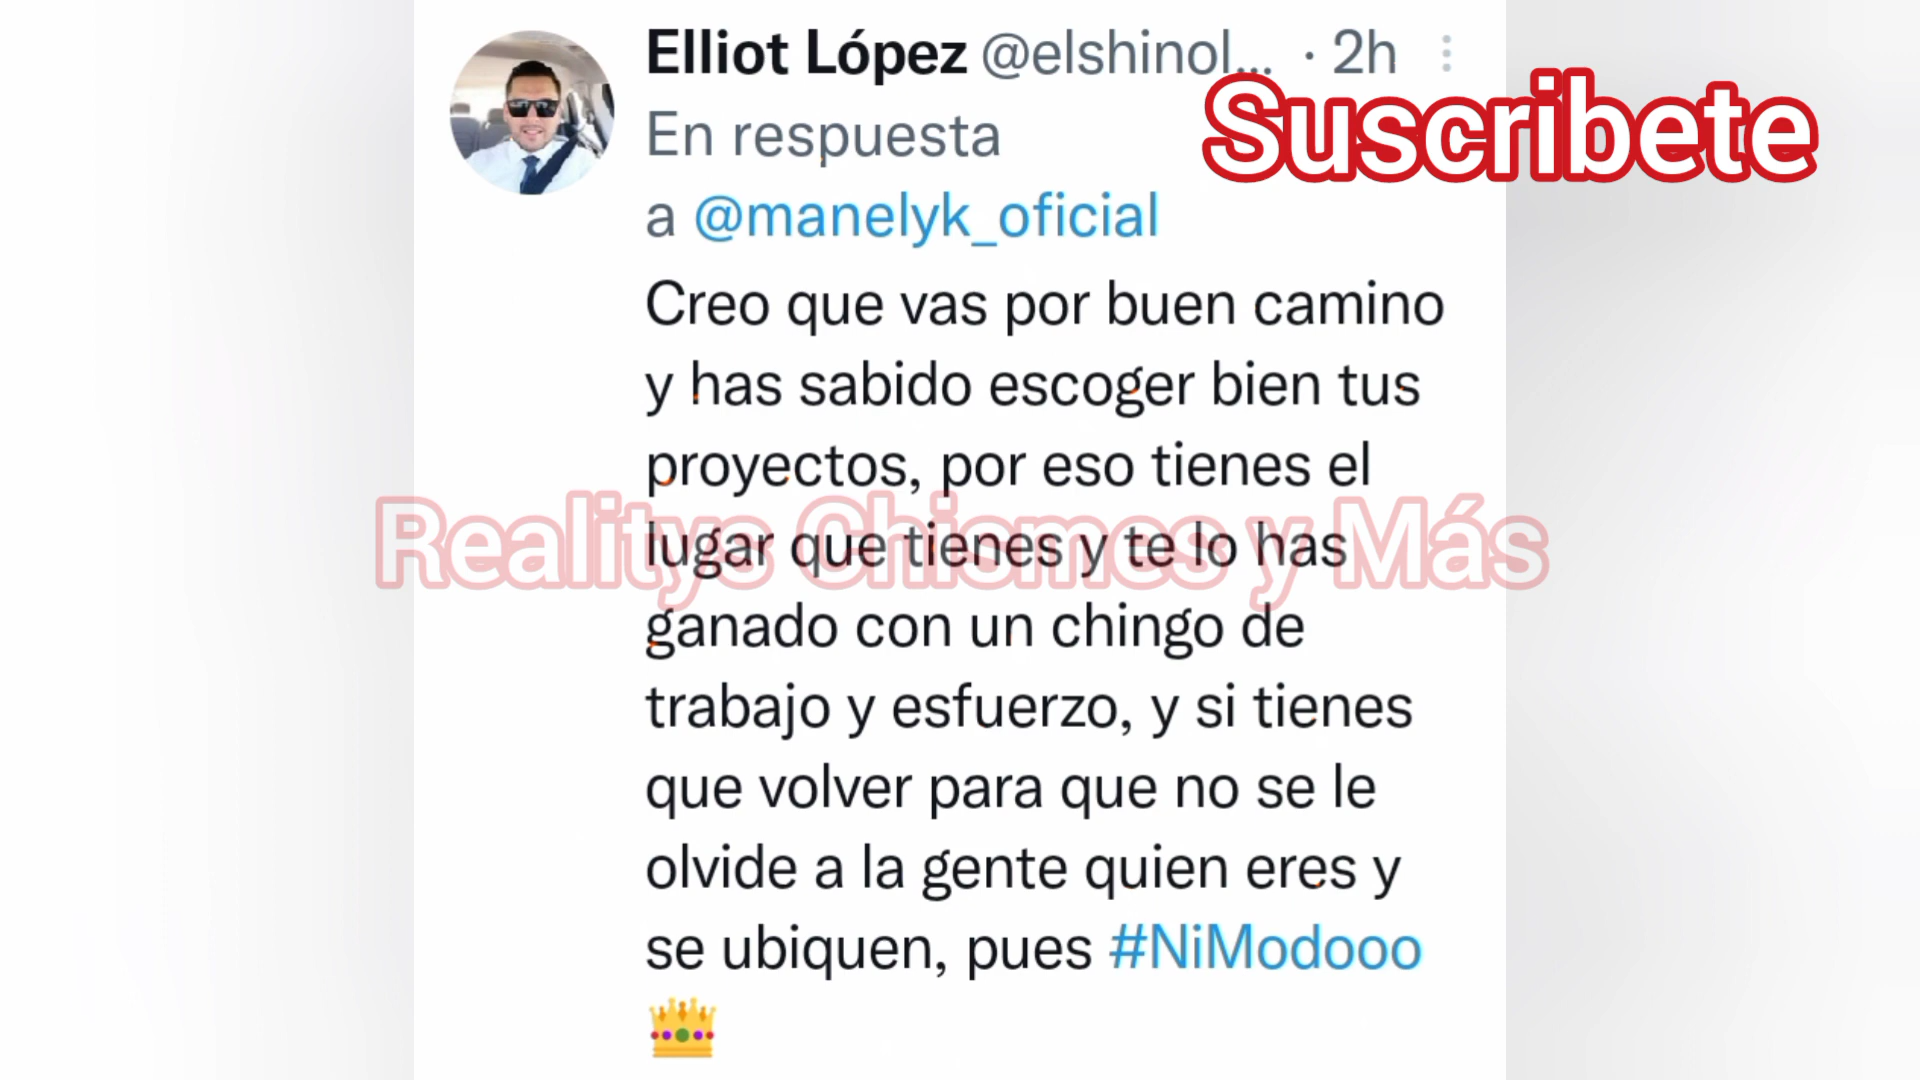 Elliot López @elshinol... · 2h
Suscribete
En respuesta
a @manelyk_oficial
Creo que vas por buen camino
y has sabido escoger bien tus
proyectos, por eso tienes el
lugar que tienes y te lo has
Realitys Chismes y Más
ganado con un chingo de
trabajo y esfuerzo, y si tienes
que volver para que no se le
olvide a la gente quien eres y
se ubiquen, pues #NiModooo
👑